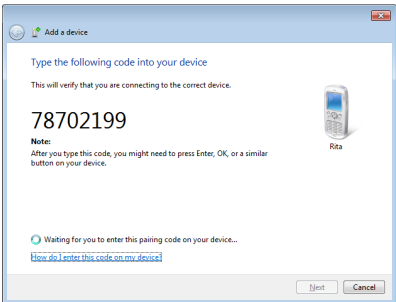 Add a device
Type the following code into your device
This will verify that you are connecting to the correct device.
78702199
Note:
After you type this code, you might need to press Enter, OK, or a similar
button on your device.
Rita
Waiting for you to enter this pairing code on your device...
How do I enter this code on my device?
Next
Cancel